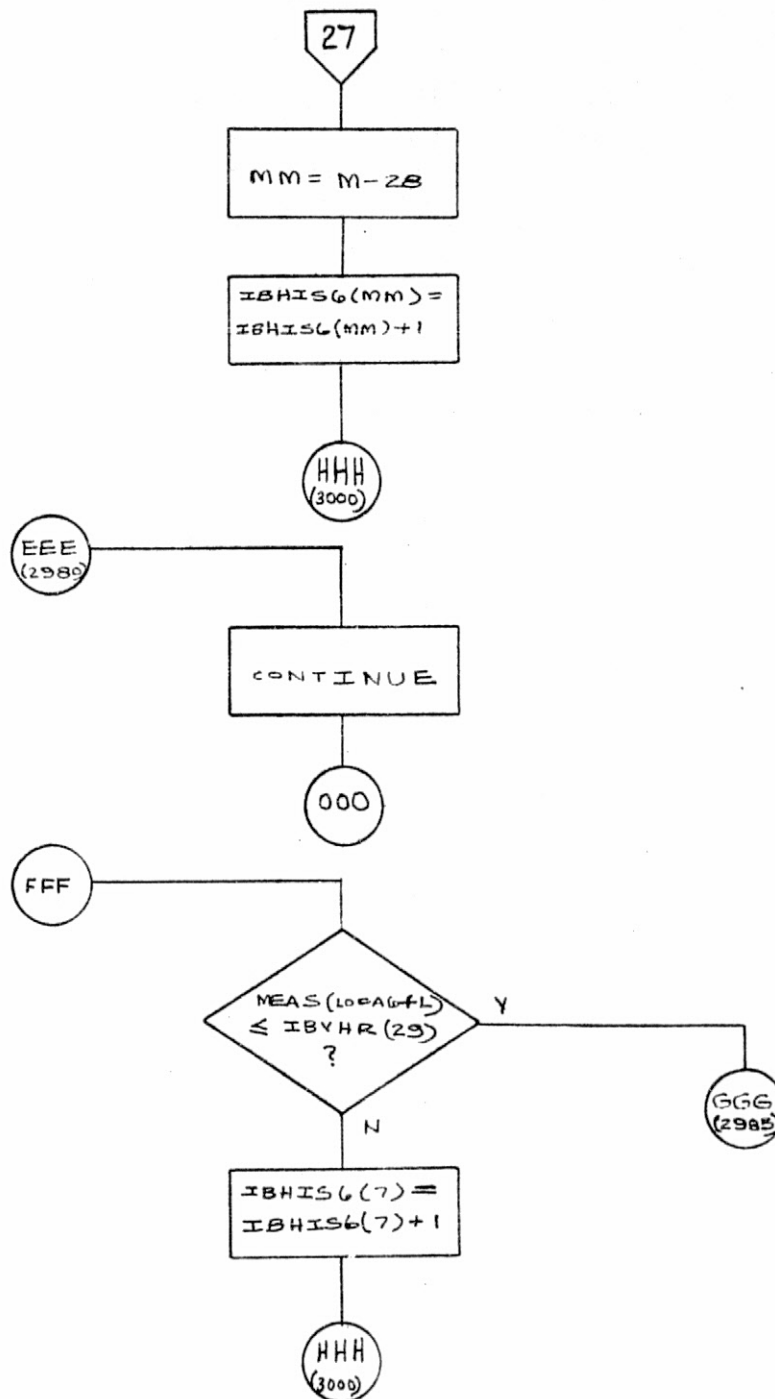 27
MM = M-28
IBHIS6(MM) =
IBHIS6(MM)+1
HHH
(3000)
EEE
(2980)
CONTINUE
OOO
FFF
MEAS(LOCAG+L)
≤ IBVHR(29)
?
Y
GGG
(2985)
N
IBHIS6(7) =
IBHIS6(7)+1
HHH
(3000)